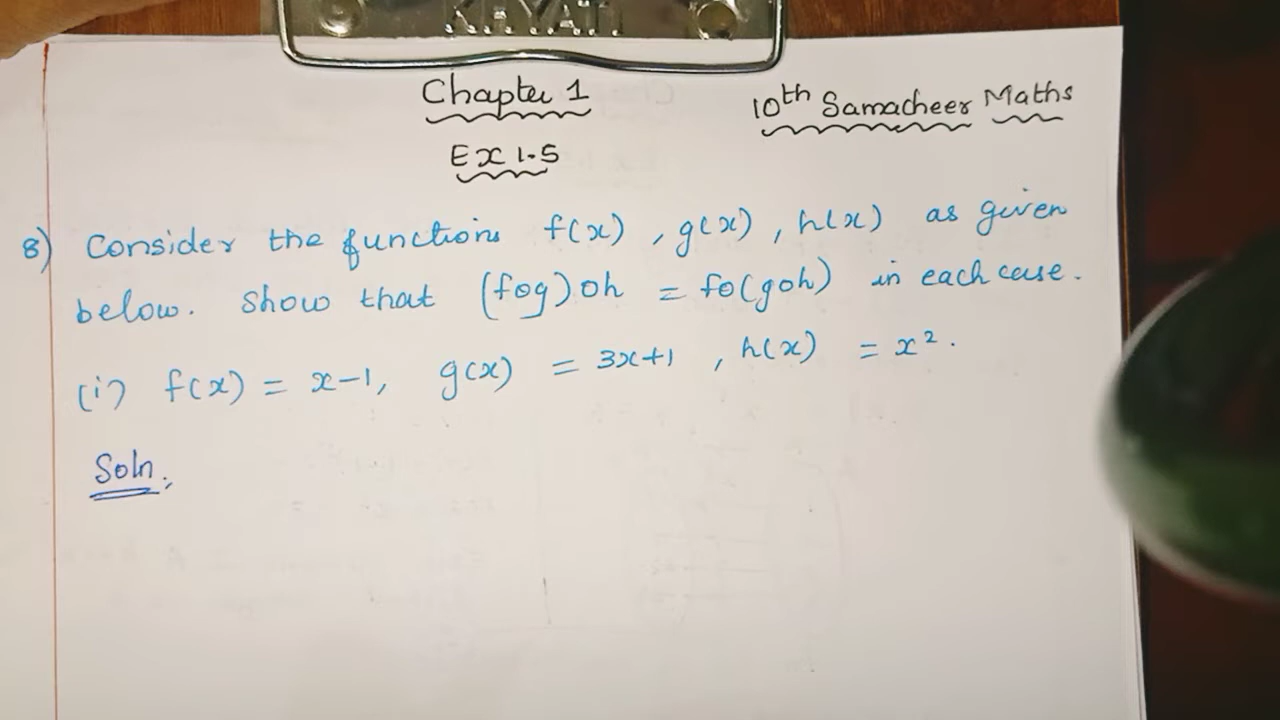 KHYATI
Chapter 1
10th Samacheer Maths
Ex 1.5
8) Consider the functions f(x), g(x), h(x) as given
below. Show that (fog)oh = fo(goh) in each case.
(i) f(x) = x-1, g(x) = 3x+1, h(x) = x².
Soln,